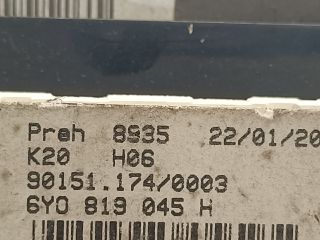 Preh 8935 22/01/20
K20 H06
90151.174/0003
6Y0 819 045 H